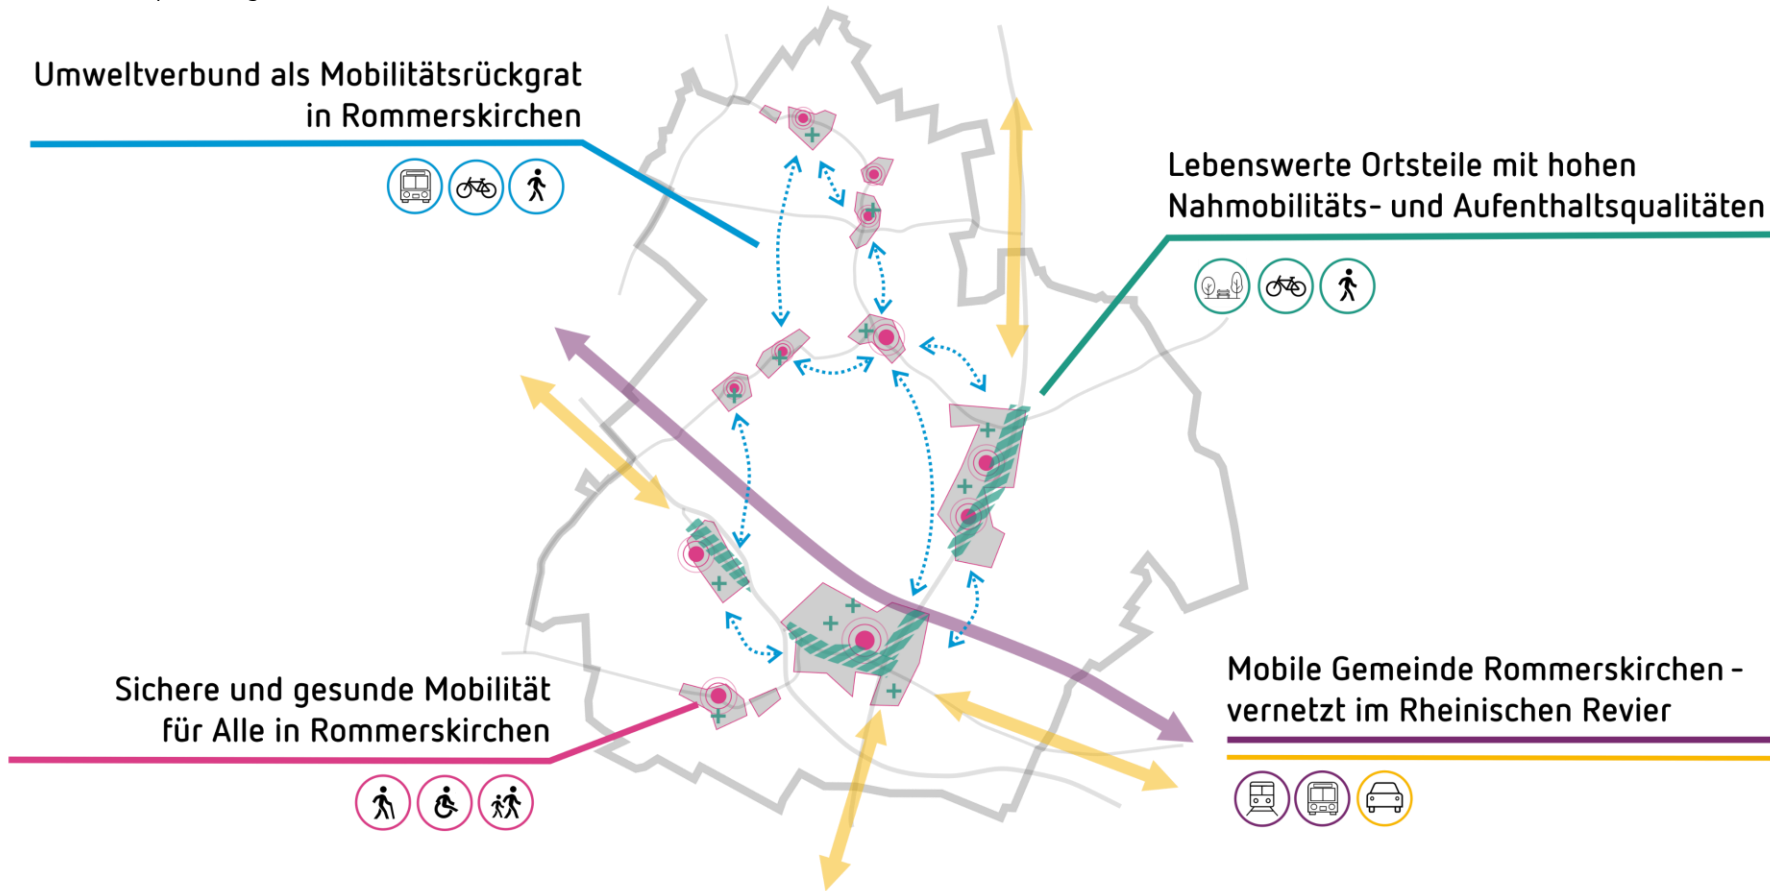 Umweltverbund als Mobilitätsrückgrat
in Rommerskirchen
Lebenswerte Ortsteile mit hohen
Nahmobilitäts- und Aufenthaltsqualitäten
Sichere und gesunde Mobilität
für Alle in Rommerskirchen
Mobile Gemeinde Rommerskirchen -
vernetzt im Rheinischen Revier